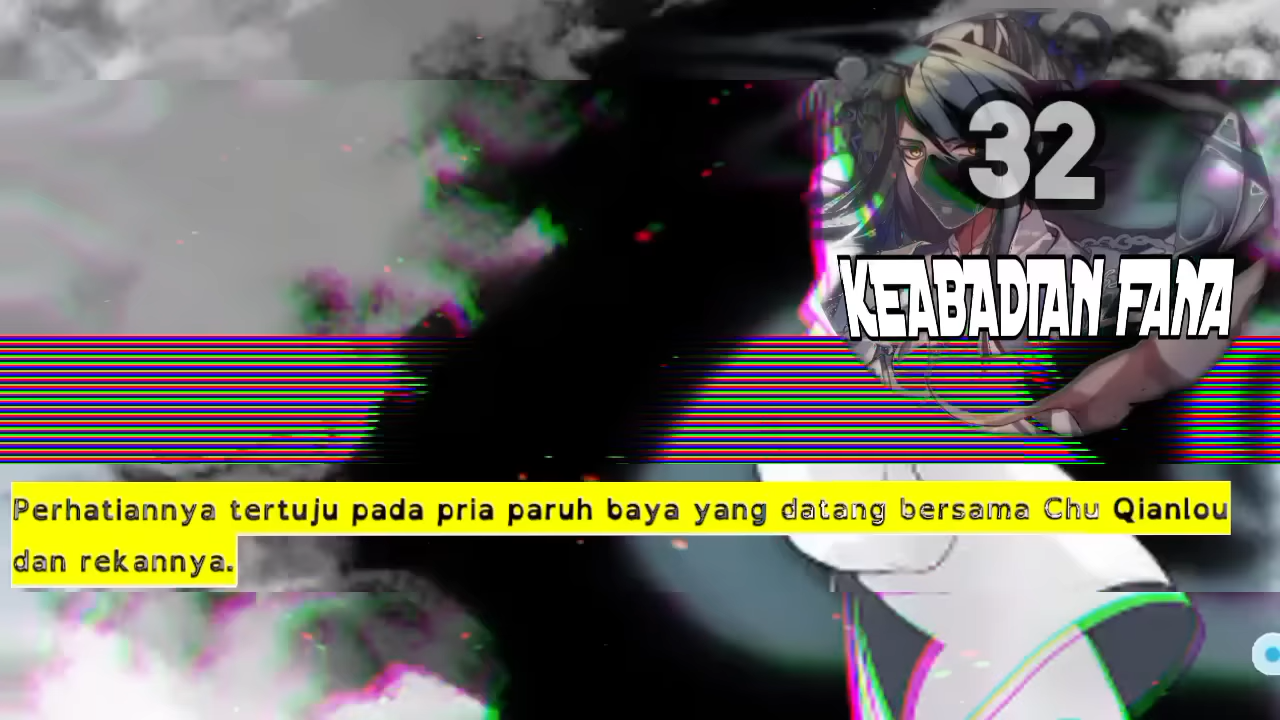 32
KEABADIAN FANA
Perhatiannya tertuju pada pria paruh baya yang datang bersama Chu Qianlou
dan rekannya.